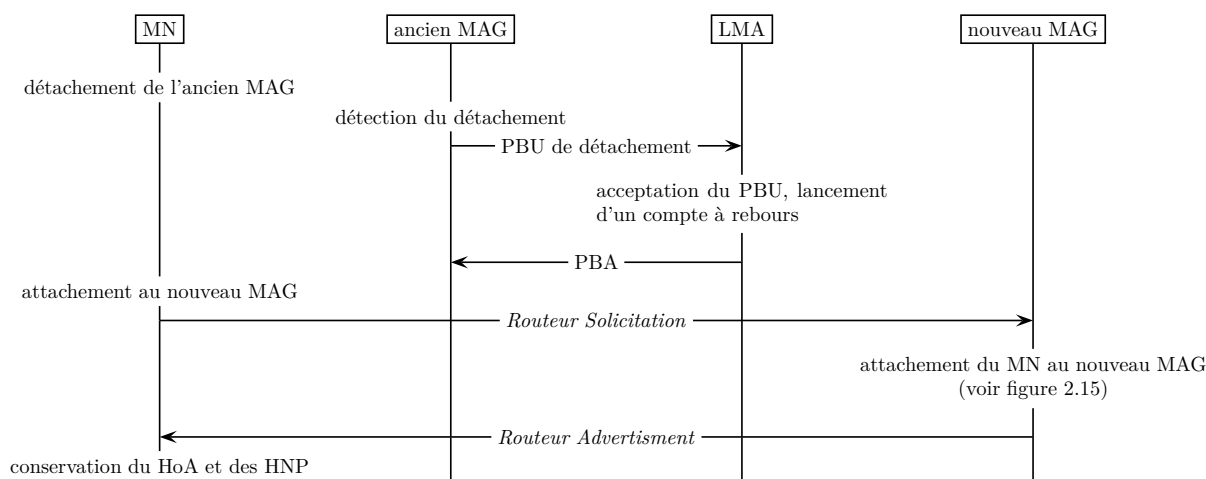 MN
ancien MAG
LMA
nouveau MAG
détachement de l'ancien MAG
détection du détachement
PBU de détachement
acceptation du PBU, lancement
d'un compte à rebours
PBA
attachement au nouveau MAG
Routeur Solicitation
attachement du MN au nouveau MAG
(voir figure 2.15)
Routeur Advertisment
conservation du HoA et des HNP